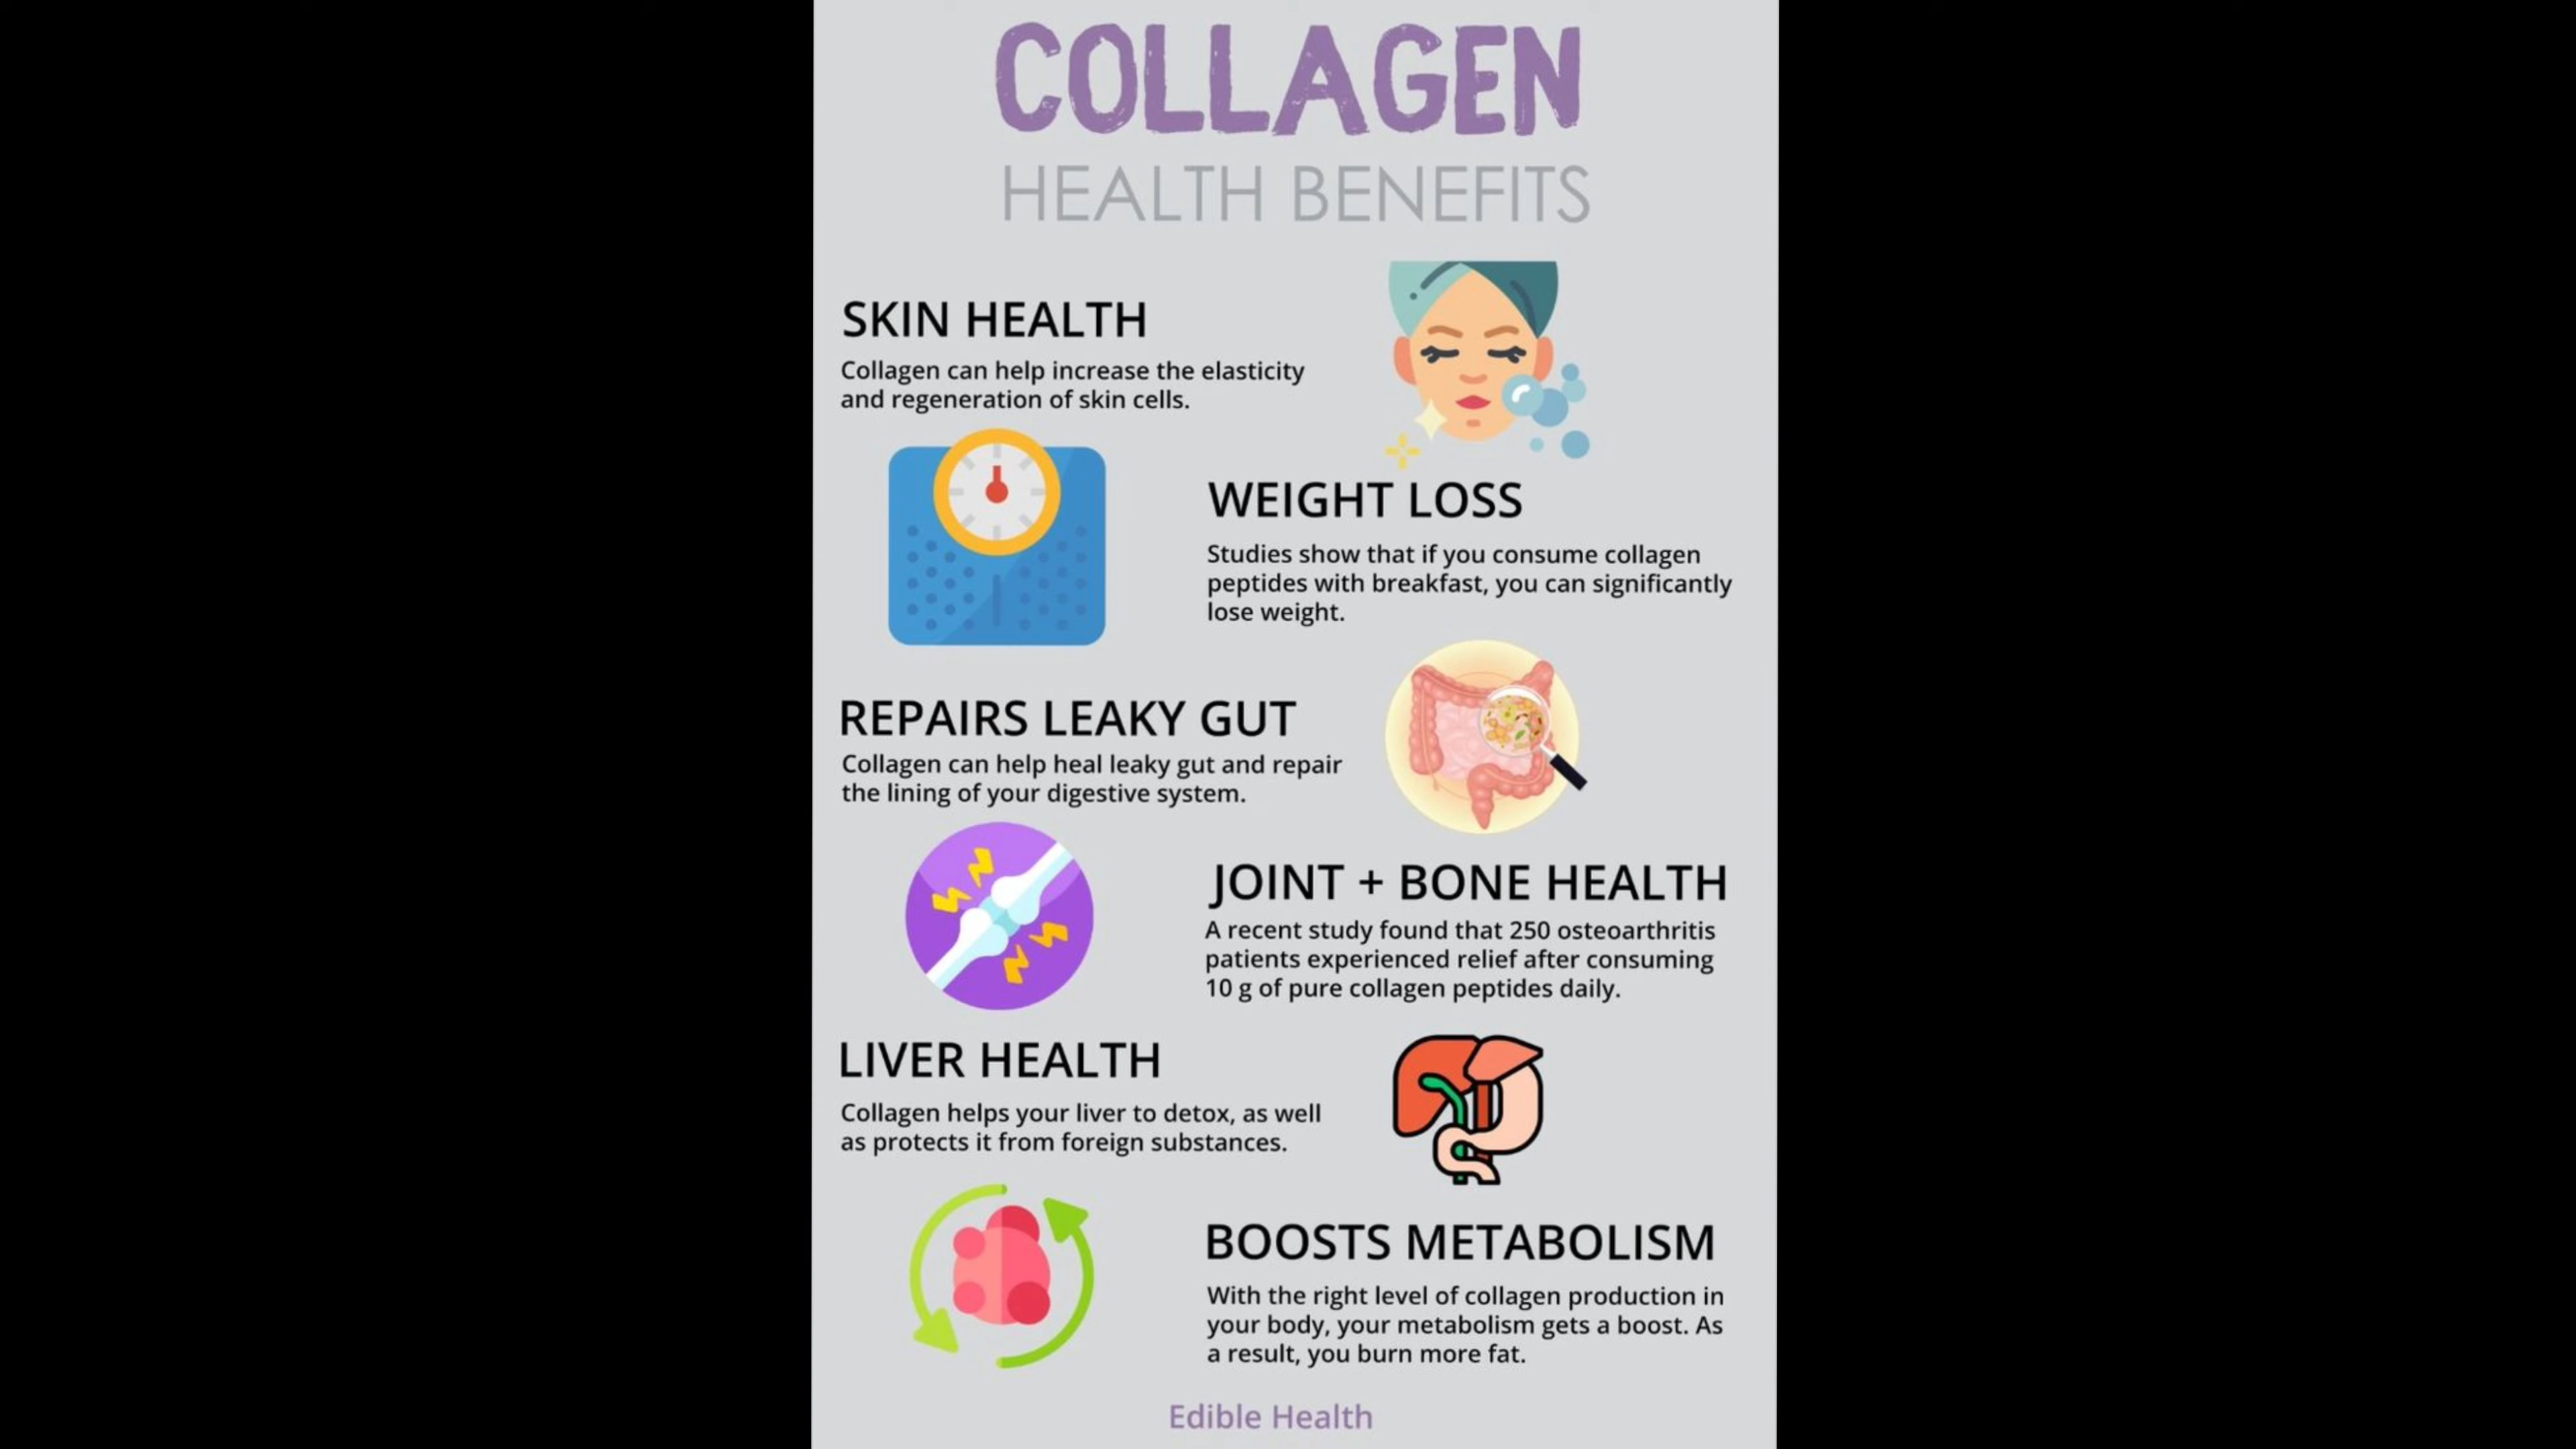 COLLAGEN
HEALTH BENEFITS
SKIN HEALTH
Collagen can help increase the elasticity
and regeneration of skin cells.
WEIGHT LOSS
Studies show that if you consume collagen
peptides with breakfast, you can significantly
lose weight.
REPAIRS LEAKY GUT
Collagen can help heal leaky gut and repair
the lining of your digestive system.
JOINT + BONE HEALTH
A recent study found that 250 osteoarthritis
patients experienced relief after consuming
10 g of pure collagen peptides daily.
LIVER HEALTH
Collagen helps your liver to detox, as well
as protects it from foreign substances.
BOOSTS METABOLISM
With the right level of collagen production in
your body, your metabolism gets a boost. As
a result, you burn more fat.
Edible Health